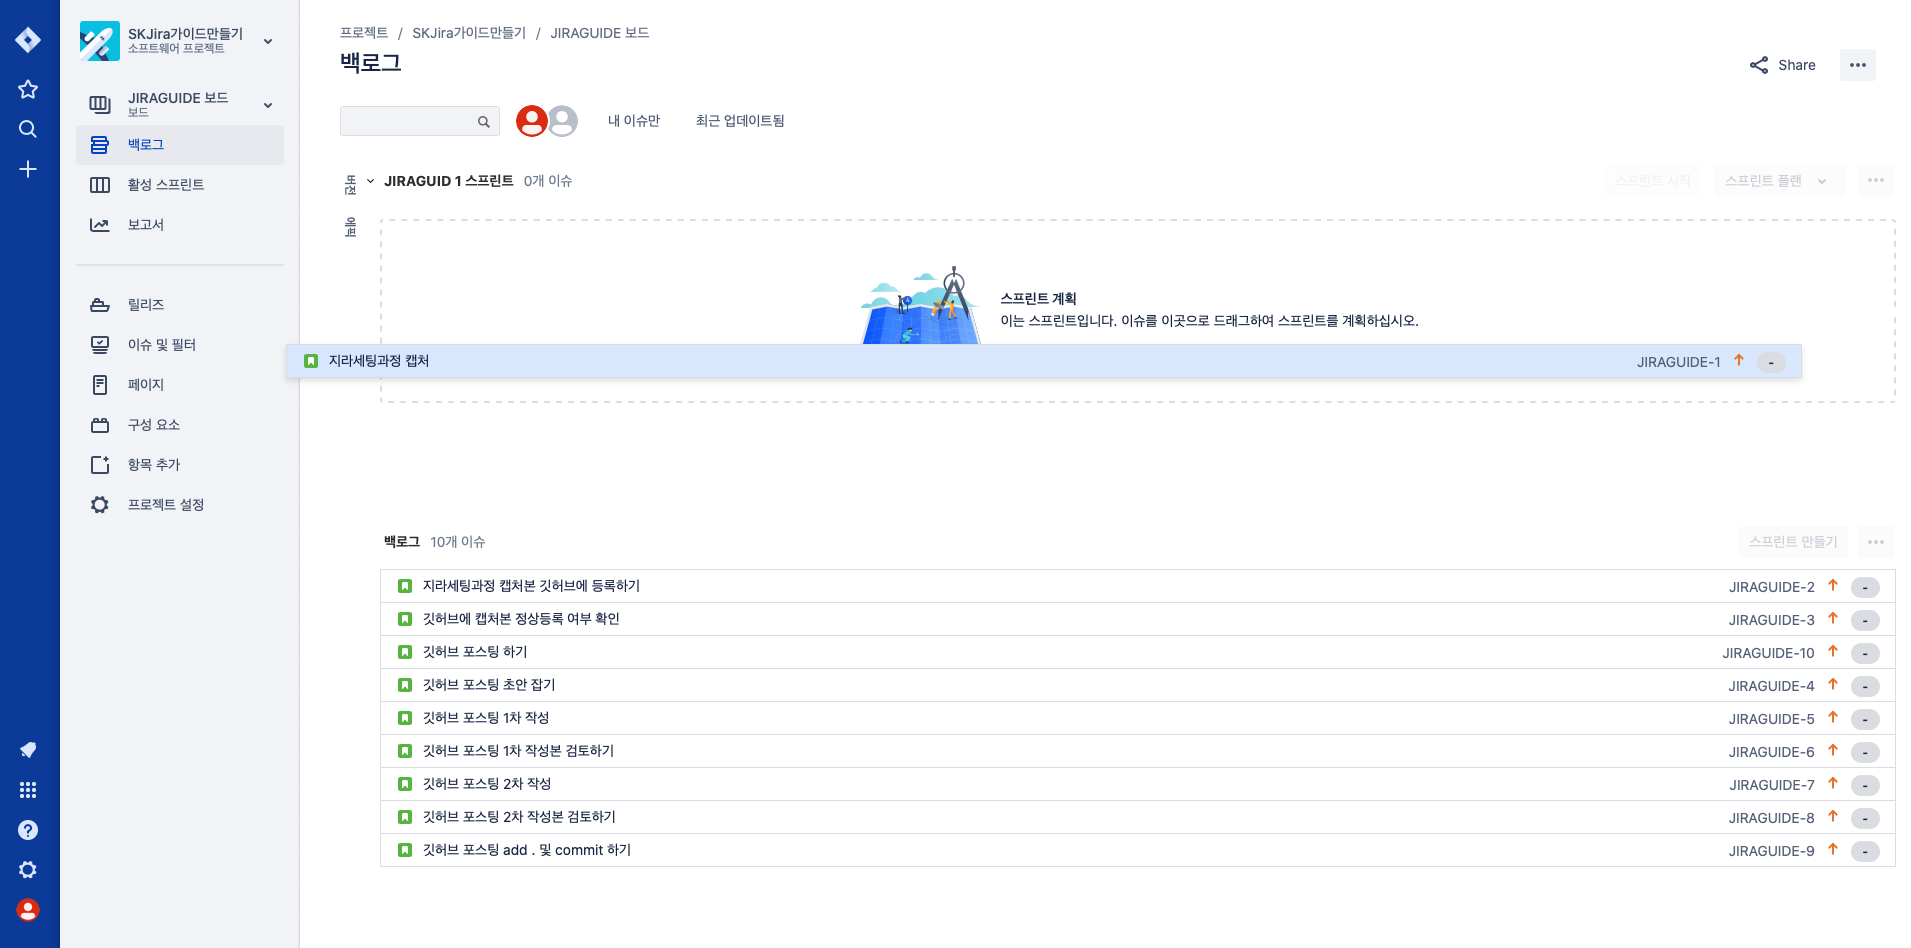 SKJira가이드만들기
소프트웨어 프로젝트
JIRAGUIDE 보드
보드
백로그
활성 스프린트
보고서
릴리즈
이슈 및 필터
페이지
구성 요소
항목 추가
프로젝트 설정
프로젝트 / SKJira가이드만들기 / JIRAGUIDE 보드
백로그
Share
내 이슈만 최근 업데이트됨
버전
에픽
JIRAGUID 1 스프린트 0개 이슈 스프린트 시작 스프린트 플랜
스프린트 계획
이는 스프린트입니다. 이슈를 이곳으로 드래그하여 스프린트를 계획하십시오.
지라세팅과정 캡처 JIRAGUIDE-1 -
백로그 10개 이슈 스프린트 만들기
지라세팅과정 캡처본 깃허브에 등록하기 JIRAGUIDE-2 -
깃허브에 캡처본 정상등록 여부 확인 JIRAGUIDE-3 -
깃허브 포스팅 하기 JIRAGUIDE-10 -
깃허브 포스팅 초안 잡기 JIRAGUIDE-4 -
깃허브 포스팅 1차 작성 JIRAGUIDE-5 -
깃허브 포스팅 1차 작성본 검토하기 JIRAGUIDE-6 -
깃허브 포스팅 2차 작성 JIRAGUIDE-7 -
깃허브 포스팅 2차 작성본 검토하기 JIRAGUIDE-8 -
깃허브 포스팅 add . 및 commit 하기 JIRAGUIDE-9 -